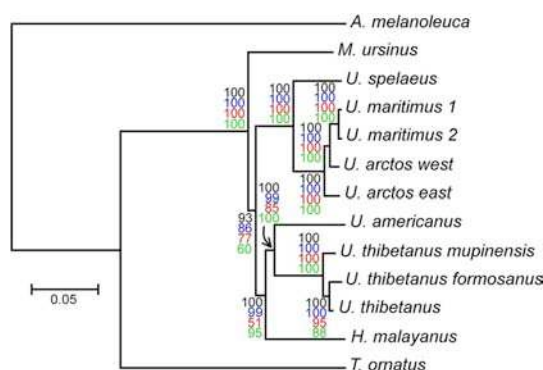 A. melanoleuca
M. ursinus
U. spelaeus
100 100 100
100 100 100
100 100 100
100 100 100
U. maritimus 1
U. maritimus 2
100
100
100
100
U. arctos west
100
100
100
100
U. arctos east
100
99
85
100
93
86
77
60
U. americanus
100
100
100
100
U. thibetanus mupinensis
U. thibetanus formosanus
0.05
U. thibetanus
100 100
99 100
51 95
95 88
H. malayanus
T. ornatus